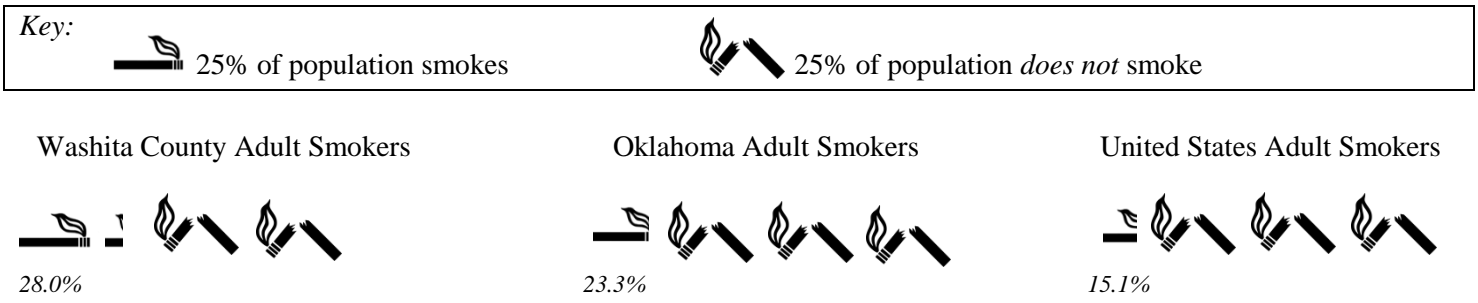 Key:
25% of population smokes 25% of population does not smoke
Washita County Adult Smokers Oklahoma Adult Smokers United States Adult Smokers
28.0% 23.3% 15.1%